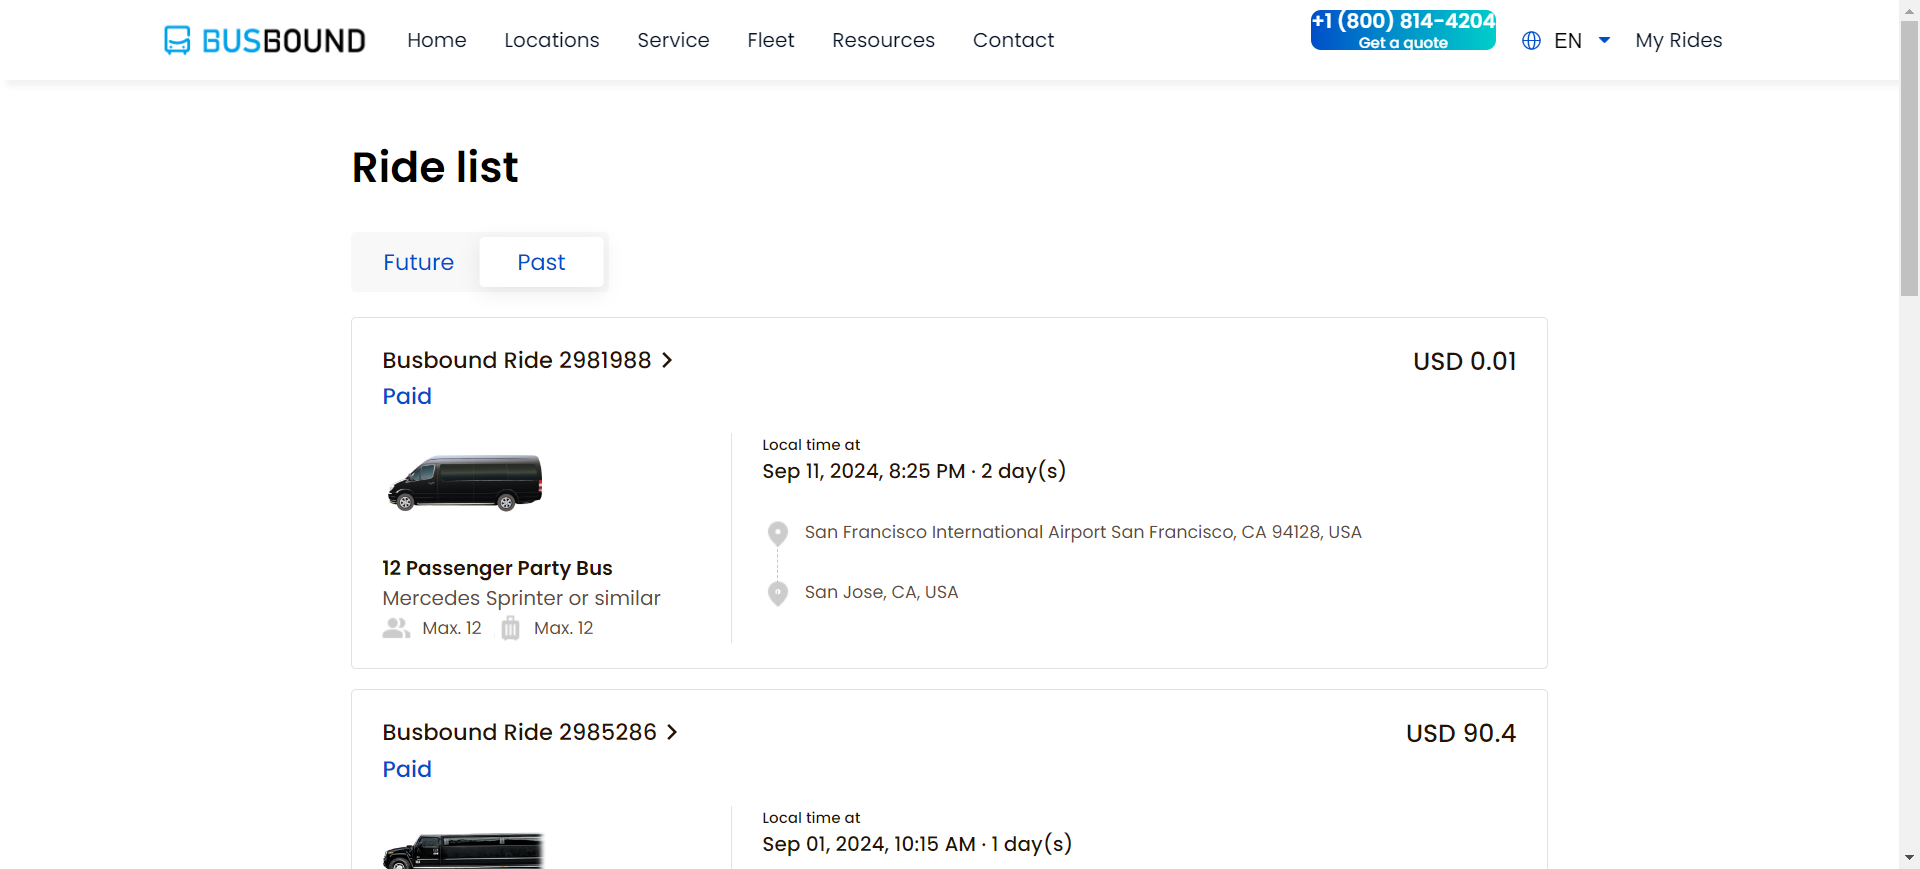 BUSBOUND Home Locations Service Fleet Resources Contact +1 (800) 814-4204 Get a quote EN My Rides
Ride list
Future Past
Busbound Ride 2981988 USD 0.01
Paid
Local time at
Sep 11, 2024, 8:25 PM · 2 day(s)
San Francisco International Airport San Francisco, CA 94128, USA
San Jose, CA, USA
12 Passenger Party Bus
Mercedes Sprinter or similar
Max. 12 Max. 12
Busbound Ride 2985286 USD 90.4
Paid
Local time at
Sep 01, 2024, 10:15 AM · 1 day(s)